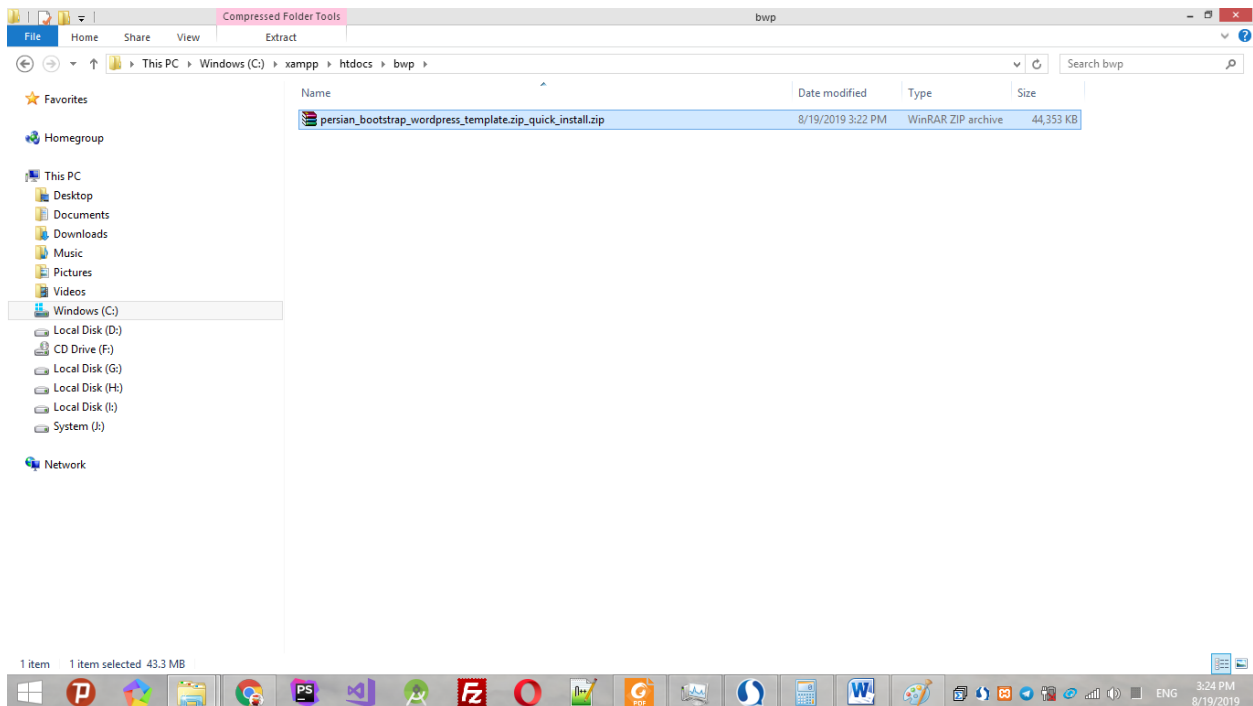 Compressed Folder Tools
bwp
File Home Share View Extract
This PC Windows (C:) xampp htdocs bwp
Search bwp
Name Date modified Type Size
persian_bootstrap_wordpress_template.zip_quick_install.zip 8/19/2019 3:22 PM WinRAR ZIP archive 44,353 KB
Favorites
Homegroup
This PC
Desktop
Documents
Downloads
Music
Pictures
Videos
Windows (C:)
Local Disk (D:)
CD Drive (F:)
Local Disk (G:)
Local Disk (H:)
Local Disk (I:)
System (J:)
Network
1 item 1 item selected 43.3 MB
PS
Fz
n++
G
PDF
W
ENG
3:24 PM
8/19/2019